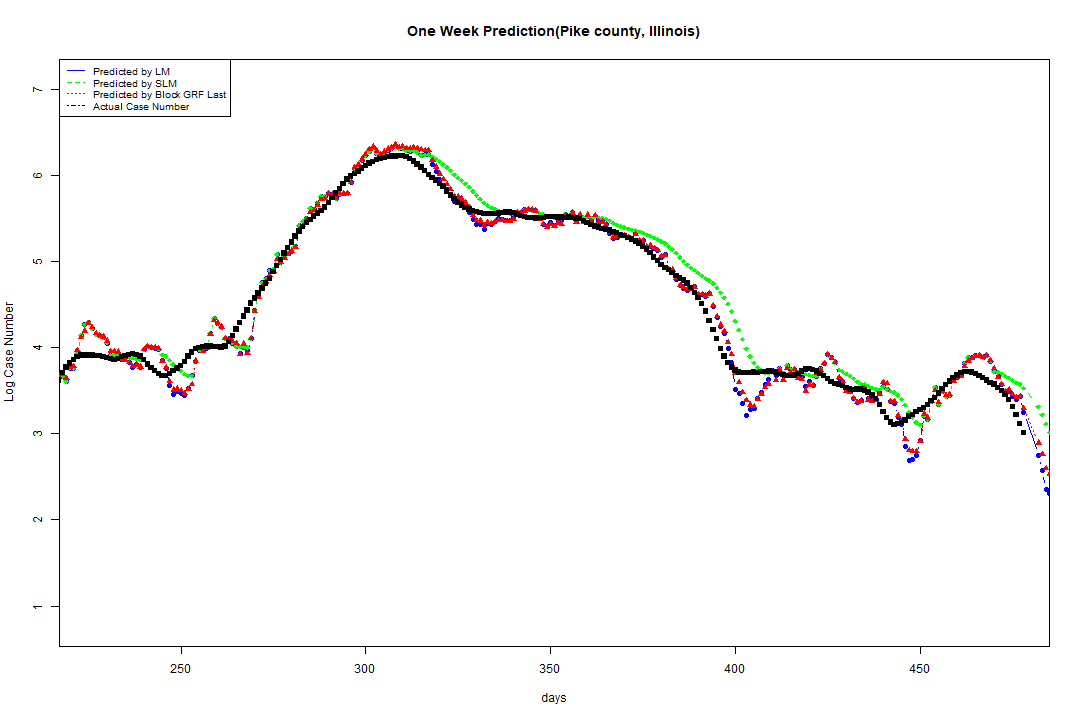 One Week Prediction(Pike county, Illinois)
Predicted by LM
Predicted by SLM
Predicted by Block GRF Last
Actual Case Number
7
6
5
4
3
2
1
Log Case Number
250 300 350 400 450
days